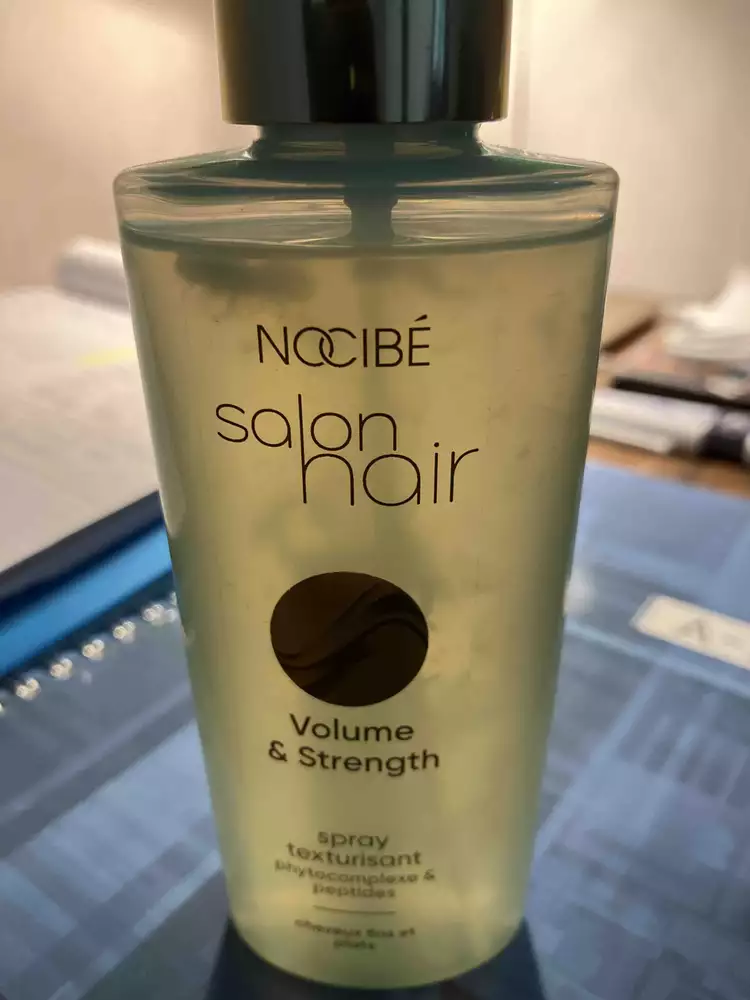 NOCIBÉ
salon
hair
Volume
& Strength
spray
texturisant
phytocomplexe &
peptides
cheveux fins et
plats